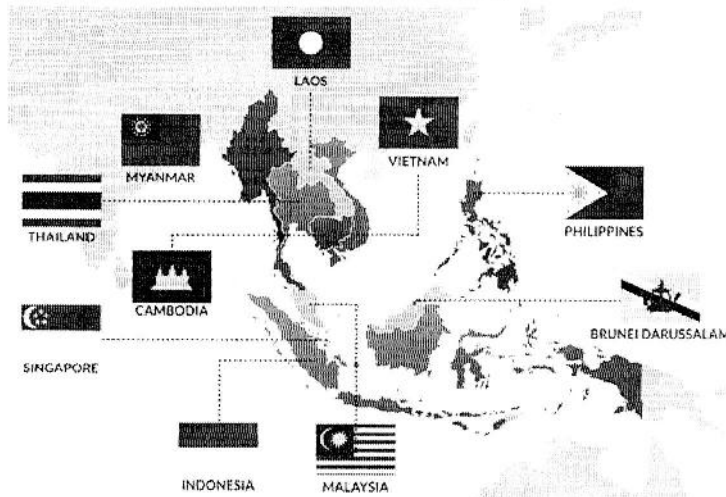 LAOS
VIETNAM
MYANMAR
THAILAND
PHILIPPINES
CAMBODIA
BRUNEI DARUSSALAM
SINGAPORE
INDONESIA
MALAYSIA